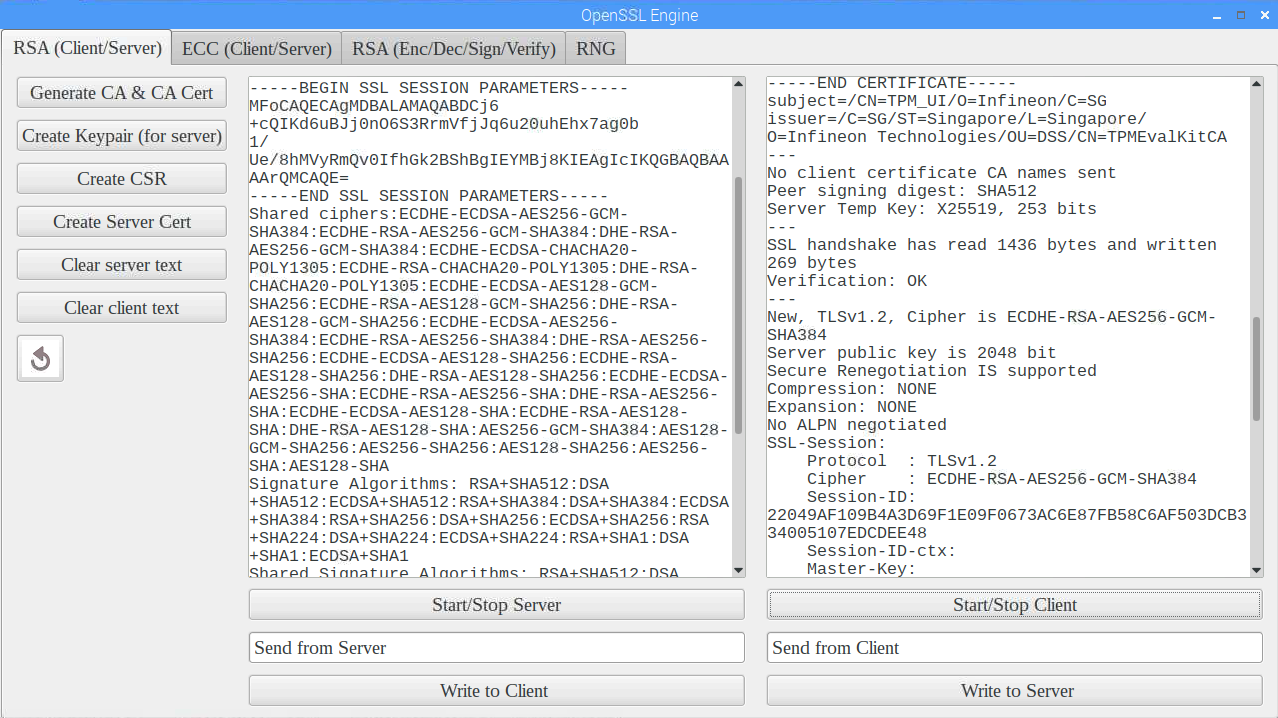 OpenSSL Engine
RSA (Client/Server)
ECC (Client/Server)
RSA (Enc/Dec/Sign/Verify)
RNG
Generate CA & CA Cert
Create Keypair (for server)
Create CSR
Create Server Cert
Clear server text
Clear client text
-----BEGIN SSL SESSION PARAMETERS-----
MFoCAQECAgMDBALAMAQABDCj6
+cQIKd6uBJj0nO6S3RrmVfjJq6u20uhEhx7ag0b
1/
Ue/8hMVyRmQv0IfhGk2BShBgIEYMBj8KIEAgIcIKQGBAQBAA
AArQMCAQE=
-----END SSL SESSION PARAMETERS-----
Shared ciphers:ECDHE-ECDSA-AES256-GCM-
SHA384:ECDHE-RSA-AES256-GCM-SHA384:DHE-RSA-
AES256-GCM-SHA384:ECDHE-ECDSA-CHACHA20-
POLY1305:ECDHE-RSA-CHACHA20-POLY1305:DHE-RSA-
CHACHA20-POLY1305:ECDHE-ECDSA-AES128-GCM-
SHA256:ECDHE-RSA-AES128-GCM-SHA256:DHE-RSA-
AES128-GCM-SHA256:ECDHE-ECDSA-AES256-
SHA384:ECDHE-RSA-AES256-SHA384:DHE-RSA-AES256-
SHA256:ECDHE-ECDSA-AES128-SHA256:ECDHE-RSA-
AES128-SHA256:DHE-RSA-AES128-SHA256:ECDHE-ECDSA-
AES256-SHA:ECDHE-RSA-AES256-SHA:DHE-RSA-AES256-
SHA:ECDHE-ECDSA-AES128-SHA:ECDHE-RSA-AES128-
SHA:DHE-RSA-AES128-SHA:AES256-GCM-SHA384:AES128-
GCM-SHA256:AES256-SHA256:AES128-SHA256:AES256-
SHA:AES128-SHA
Signature Algorithms: RSA+SHA512:DSA
+SHA512:ECDSA+SHA512:RSA+SHA384:DSA+SHA384:ECDSA
+SHA384:RSA+SHA256:DSA+SHA256:ECDSA+SHA256:RSA
+SHA224:DSA+SHA224:ECDSA+SHA224:RSA+SHA1:DSA
+SHA1:ECDSA+SHA1
Shared Signature Algorithms: RSA+SHA512:DSA
Start/Stop Server
Send from Server
Write to Client
-----END CERTIFICATE-----
subject=/CN=TPM_UI/O=Infineon/C=SG
issuer=/C=SG/ST=Singapore/L=Singapore/
O=Infineon Technologies/OU=DSS/CN=TPMEvalKitCA
---
No client certificate CA names sent
Peer signing digest: SHA512
Server Temp Key: X25519, 253 bits
---
SSL handshake has read 1436 bytes and written
269 bytes
Verification: OK
---
New, TLSv1.2, Cipher is ECDHE-RSA-AES256-GCM-
SHA384
Server public key is 2048 bit
Secure Renegotiation IS supported
Compression: NONE
Expansion: NONE
No ALPN negotiated
SSL-Session:
    Protocol  : TLSv1.2
    Cipher    : ECDHE-RSA-AES256-GCM-SHA384
    Session-ID:
22049AF109B4A3D69F1E09F0673AC6E87FB58C6AF503DCB3
34005107EDCDEE48
    Session-ID-ctx:
    Master-Key:
Start/Stop Client
Send from Client
Write to Server